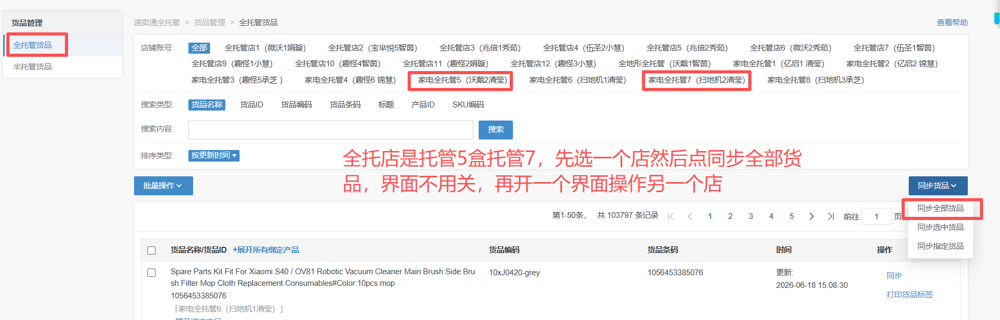 货品管理
全托管货品
半托管货品
速卖通全托管 > 货品管理 > 全托管货品
查看帮助
店铺账号： 全部 全托管店1（微沃1娟璇） 全托管店2（宝芈悦5智茵） 全托管店3（兆倍1秀茹） 全托管店4（伍圣2小慧） 全托管店5（兆倍2秀茹） 全托管店6（微沃2秀茹） 全托管店7（伍圣1智茵）
全托管店9（趣怪1小慧） 全托管店10（趣怪4智茵） 全托管店11（趣怪2娟璇） 全托管店12（趣怪3小慧） 全地形全托管（沃戴1智茵） 家电全托管1（亿启1 清莹） 家电全托管2（亿启2 锦慧）
家电全托管3（趣怪5承芝 ） 家电全托管4（趣怪6 锦慧） 家电全托管5（沃戴2清莹） 家电全托管6（扫地机1清莹） 家电全托管7（扫地机2清莹） 家电全托管8（扫地机3承芝）
搜索类型： 货品名称 货品ID 货品编码 货品条码 标题 产品ID SKU编码
搜索内容： 搜索
排序类型： 按更新时间
全托店是托管5盒托管7，先选一个店然后点同步全部货
品，界面不用关，再开一个界面操作另一个店
批量操作
同步货品
同步全部货品
同步选中货品
同步指定货品
第1-50条， 共 103797 条记录 1 2 3 4 5 前往 1 页
货品名称/货品ID +展开所有绑定产品 货品编码 货品条码 时间 操作
Spare Parts Kit Fit For Xiaomi S40 / OV81 Robotic Vacuum Cleaner Main Brush Side Bru
sh Filter Mop Cloth Replacement Consumables#Color:10pcs mop
1056453385076
「家电全托管6（扫地机1清莹）」
展开绑定产品
10xJ0420-grey
1056453385076
更新:
2026-06-18 15:08:30
同步
打印货品标签